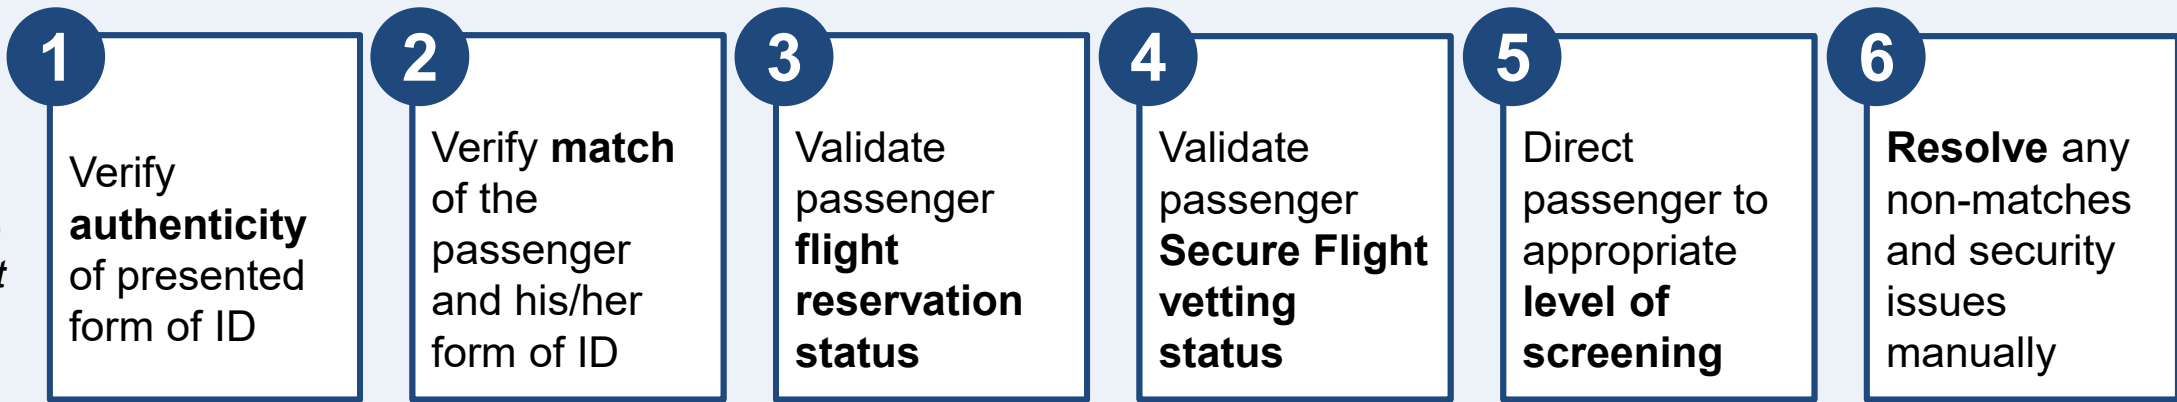 1
Verify
authenticity
of presented
form of ID
2
Verify match
of the
passenger
and his/her
form of ID
3
Validate
passenger
flight
reservation
status
4
Validate
passenger
Secure Flight
vetting
status
5
Direct
passenger to
appropriate
level of
screening
6
Resolve any
non-matches
and security
issues
manually